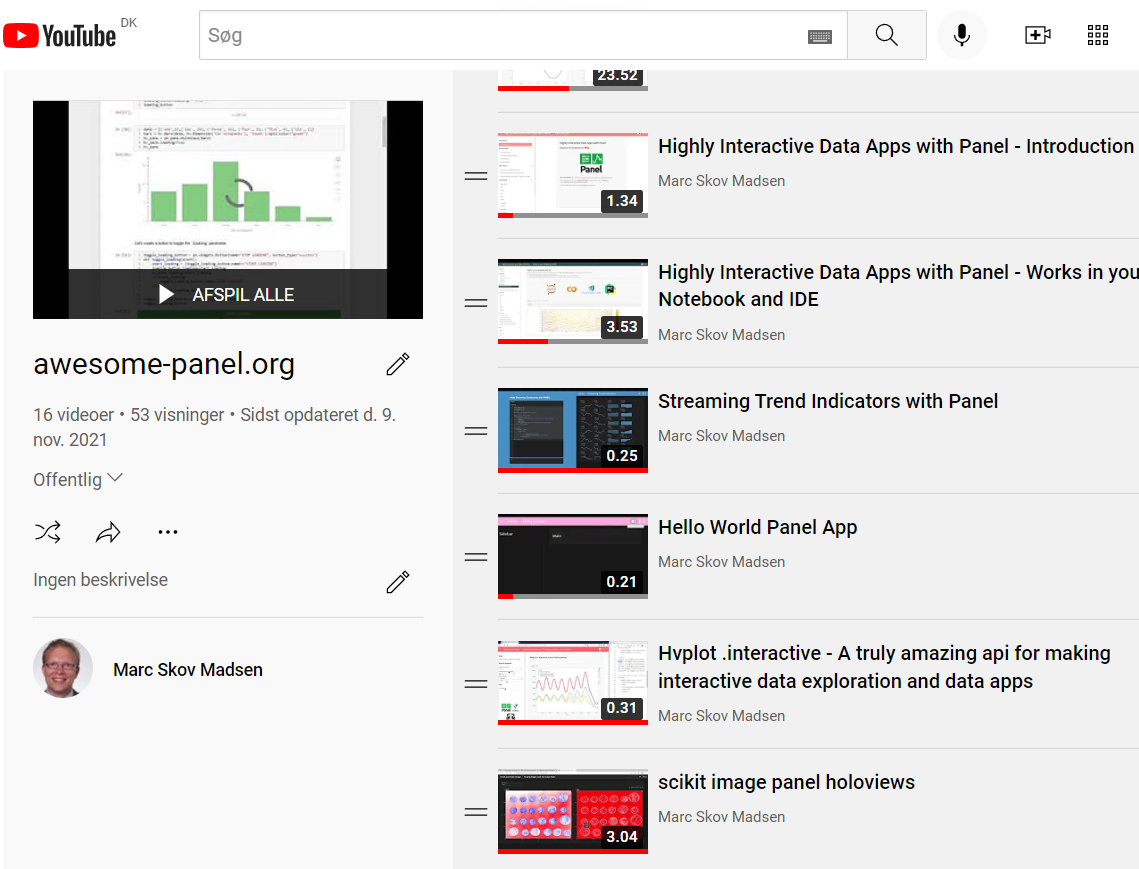 YouTube DK
Søg
AFSPIL ALLE
awesome-panel.org
16 videoer • 53 visninger • Sidst opdateret d. 9.
nov. 2021
Offentlig
Ingen beskrivelse
Marc Skov Madsen
23.52
Panel
1.34
Highly Interactive Data Apps with Panel - Introduction
Marc Skov Madsen
3.53
Highly Interactive Data Apps with Panel - Works in you
Notebook and IDE
Marc Skov Madsen
0.25
Streaming Trend Indicators with Panel
Marc Skov Madsen
Sidebar
0.21
Hello World Panel App
Marc Skov Madsen
0.31
Hvplot .interactive - A truly amazing api for making
interactive data exploration and data apps
Marc Skov Madsen
3.04
scikit image panel holoviews
Marc Skov Madsen